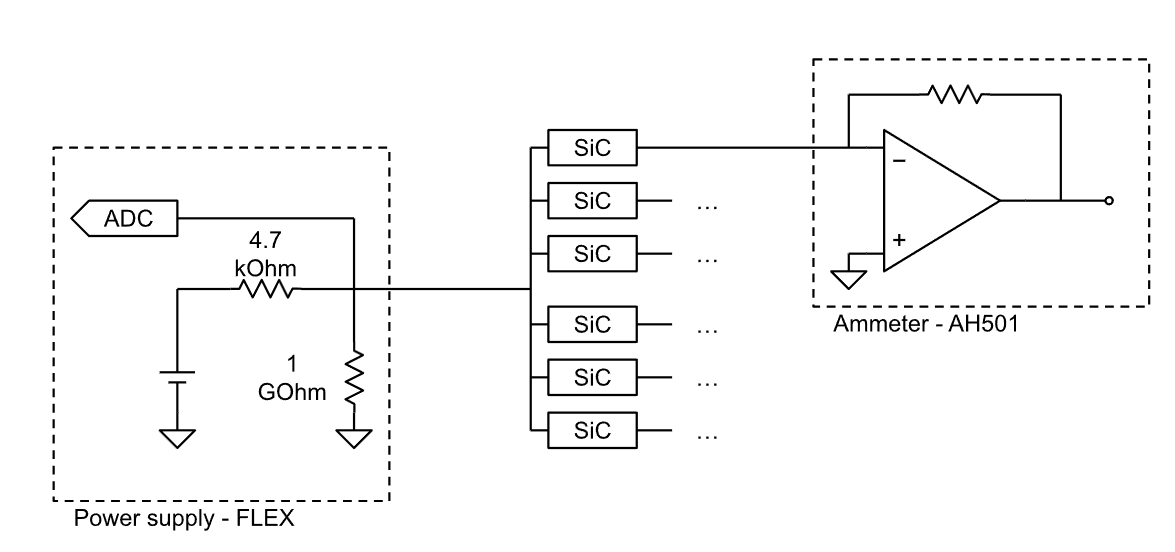 ADC
4.7
kOhm
1
GOhm
Power supply - FLEX
SiC
SiC ...
SiC ...
SiC ...
SiC ...
SiC ...
−
+
Ammeter - AH501